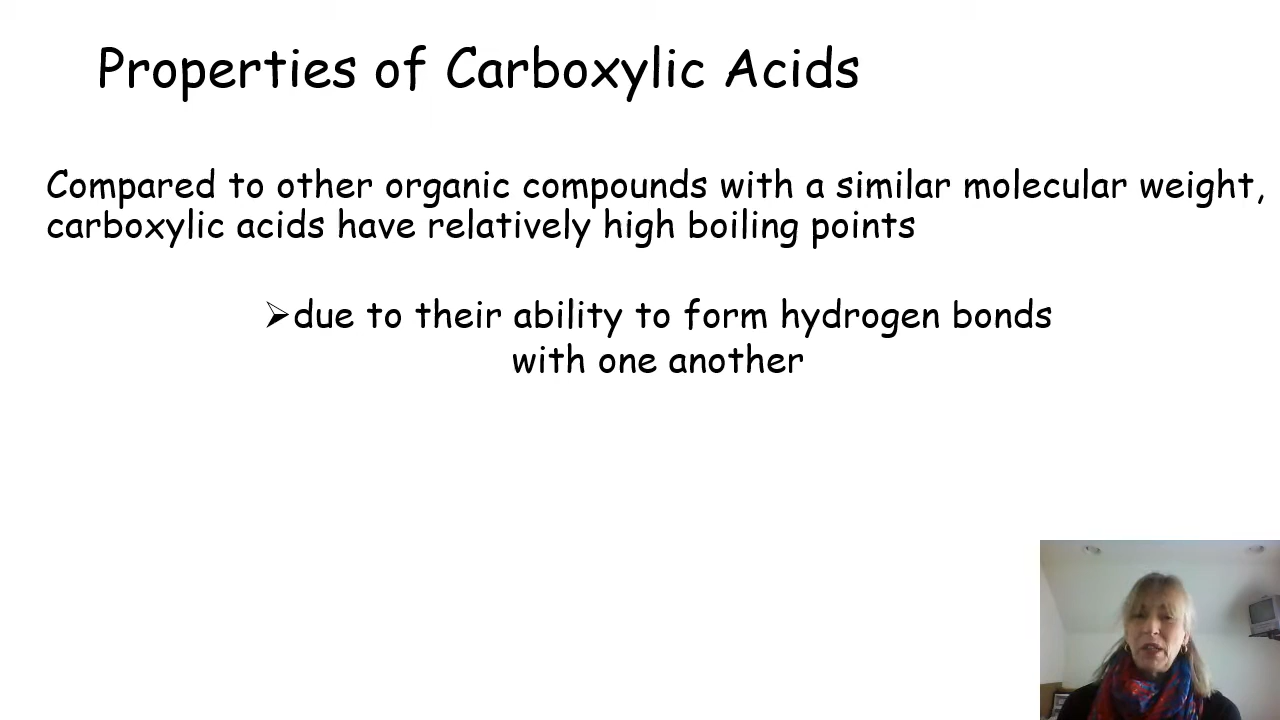 Properties of Carboxylic Acids
Compared to other organic compounds with a similar molecular weight,
carboxylic acids have relatively high boiling points
➢due to their ability to form hydrogen bonds
with one another